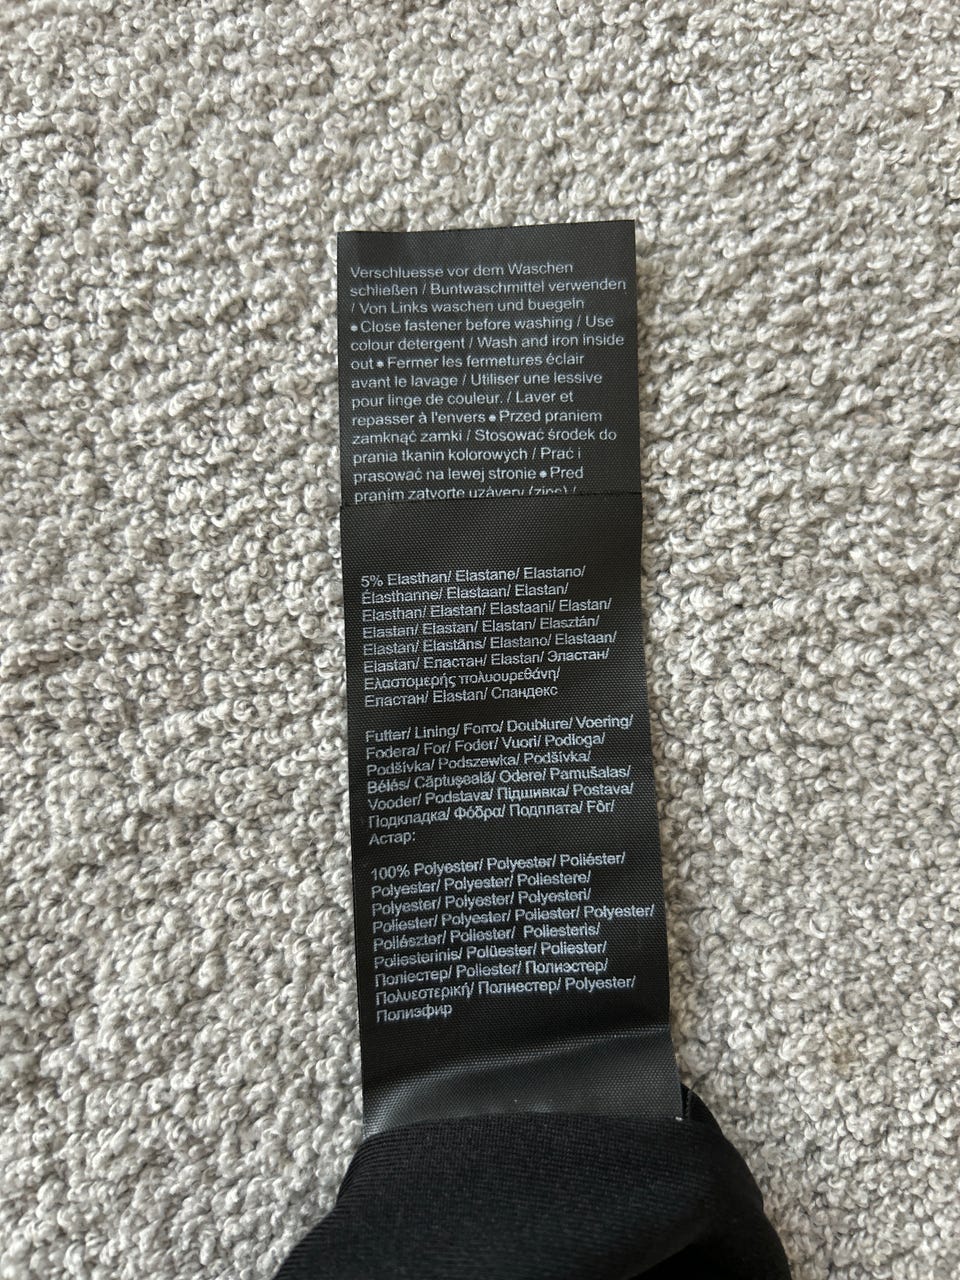 Verschluesse vor dem Waschen
schließen / Buntwaschmittel verwenden
/ Von Links waschen und buegeln
● Close fastener before washing / Use
colour detergent / Wash and iron inside
out ● Fermer les fermetures éclair
avant le lavage / Utiliser une lessive
pour linge de couleur. / Laver et
repasser à l'envers ● Przed praniem
zamknąć zamki / Stosować środek do
prania tkanin kolorowych / Prać i
prasować na lewej stronie ● Pred
praním zatvorte uzávery (zips) /
5% Elasthan/ Elastane/ Elastano/
Élasthanne/ Elastaan/ Elastan/
Elasthan/ Elastan/ Elastaani/ Elastan/
Elastan/ Elastan/ Elastan/ Elasztán/
Elastan/ Elastāns/ Elastano/ Elastaan/
Elastan/ Еластан/ Elastan/ Эластан/
Ελαστομερής πολυουρεθάνη/
Еластан/ Elastan/ Спандекс
Futter/ Lining/ Forro/ Doublure/ Voering/
Fodera/ For/ Foder/ Vuori/ Podloga/
Podšívka/ Podszewka/ Podšívka/
Bélés/ Căptușeală/ Odere/ Pamušalas/
Vooder/ Podstava/ Підшивка/ Postava/
Подкладка/ Φόδρα/ Подплата/ Fôr/
Астар:
100% Polyester/ Polyester/ Poliéster/
Polyester/ Polyester/ Poliestere/
Polyester/ Polyester/ Polyesteri/
Poliester/ Polyester/ Poliester/ Polyester/
Poliészter/ Poliester/ Poliesteris/
Poliesterinis/ Polüester/ Poliester/
Поліестер/ Poliester/ Полиэстер/
Πολυεστερική/ Полиестер/ Polyester/
Полиэфир